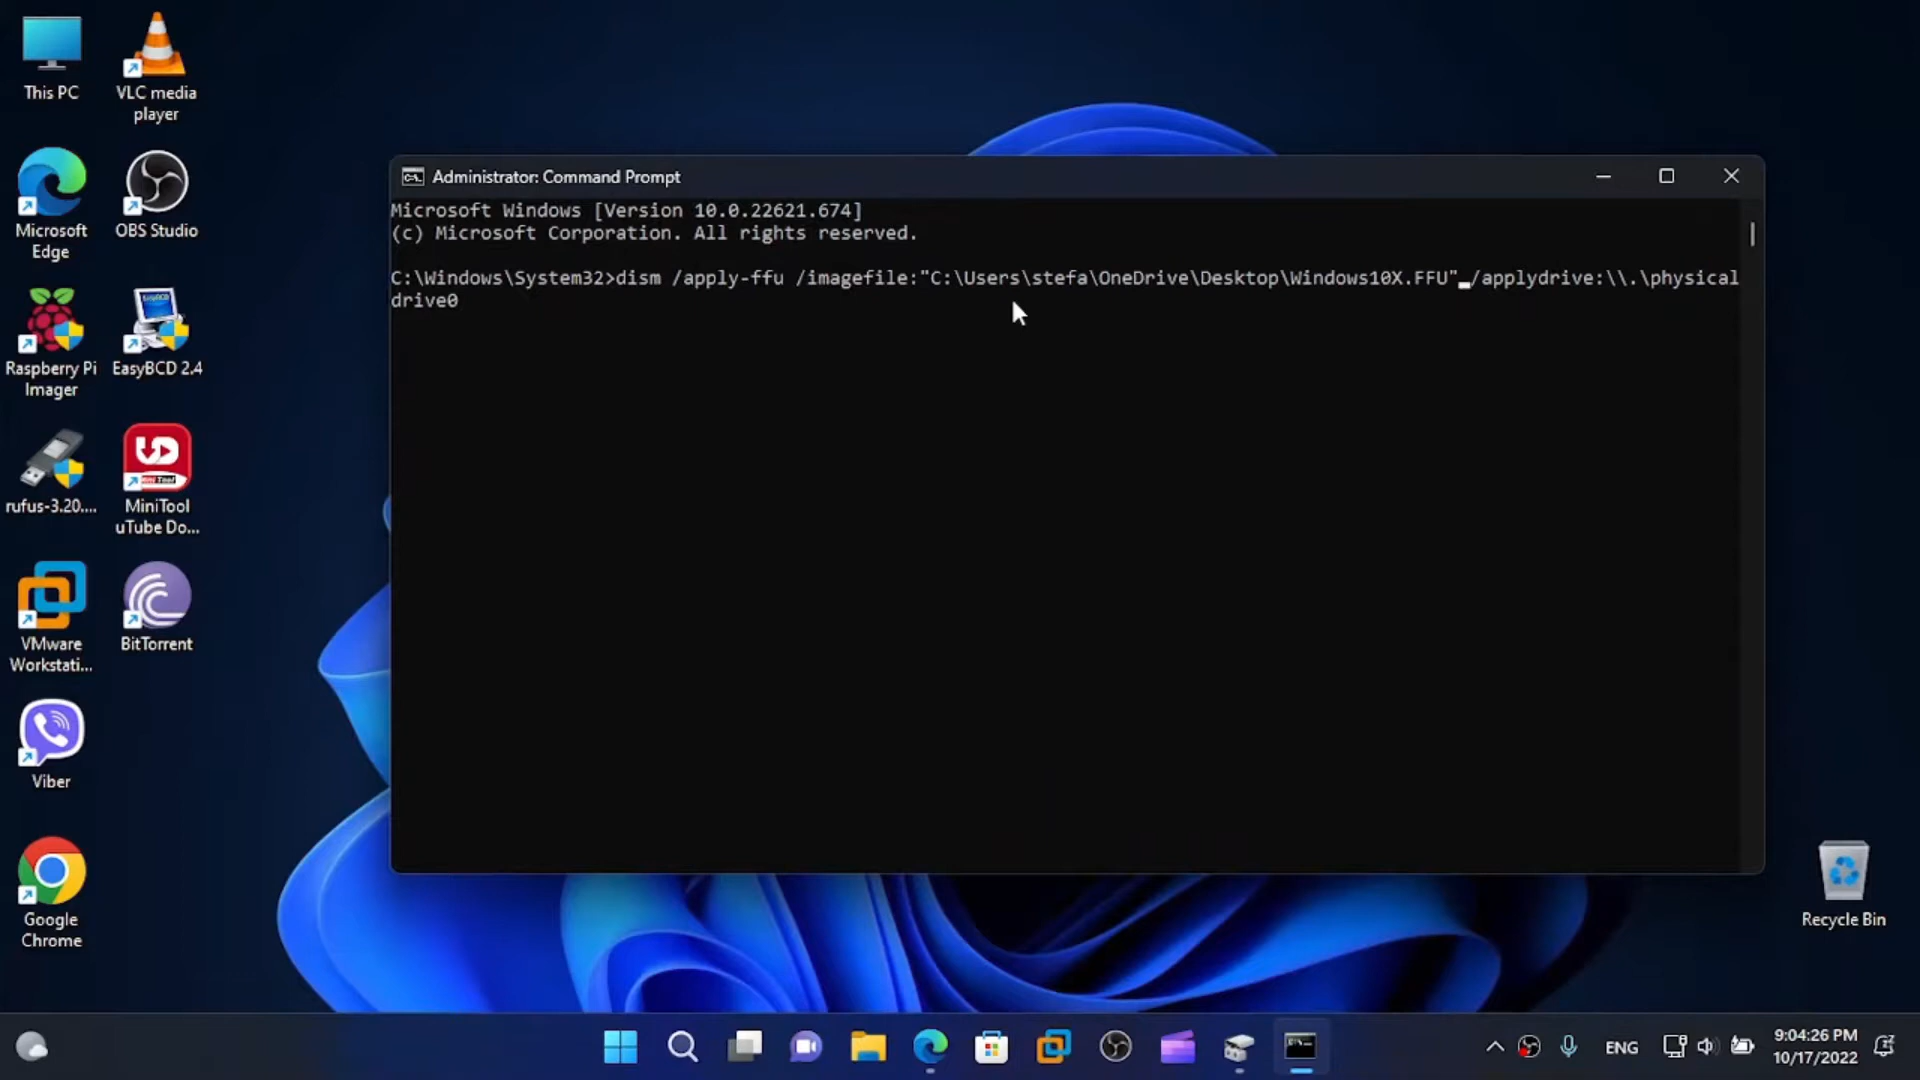 This PC
VLC media
player
Microsoft
Edge
OBS Studio
Raspberry Pi
Imager
EasyBCD 2.4
rufus-3.20....
MiniTool
uTube Do...
VMware
Workstati...
BitTorrent
Viber
Google
Chrome
Administrator: Command Prompt
Microsoft Windows [Version 10.0.22621.674]
(c) Microsoft Corporation. All rights reserved.
C:\Windows\System32>dism /apply-ffu /imagefile:"C:\Users\stefa\OneDrive\Desktop\Windows10X.FFU" /applydrive:\\.\physical
drive0
Recycle Bin
ENG
9:04:26 PM
10/17/2022